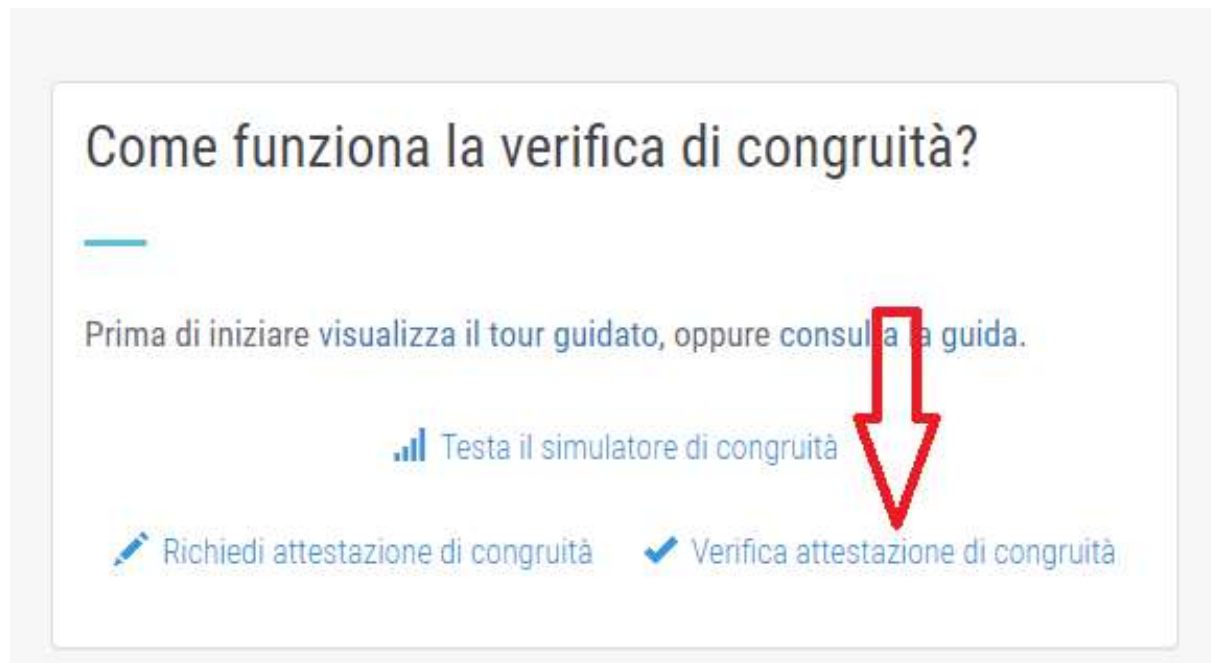 Come funziona la verifica di congruità?
Prima di iniziare visualizza il tour guidato, oppure consulta la guida.
Testa il simulatore di congruità
Richiedi attestazione di congruità Verifica attestazione di congruità